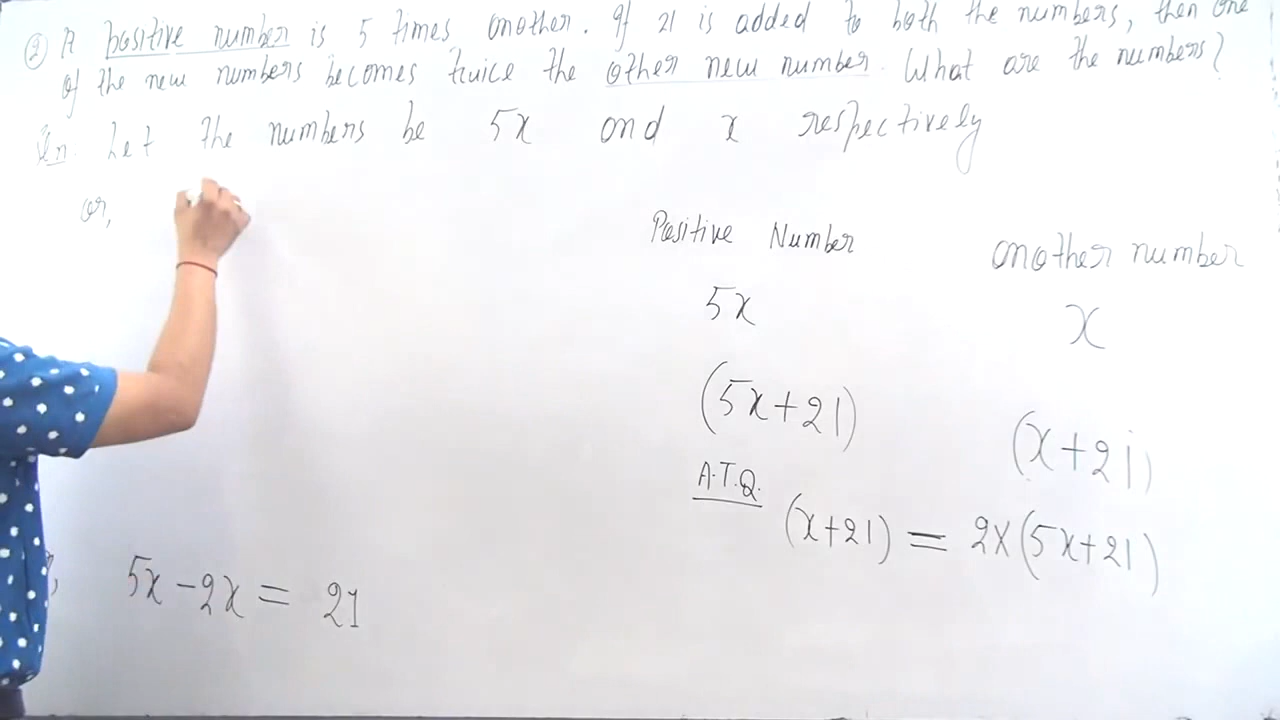 ② A positive number is 5 times another. If 21 is added to both the numbers, then one
of the new numbers becomes twice the other new number. What are the numbers?
Let the numbers be 5x and x respectively
or,
Positive Number another number
5x x
(5x+21) (x+21)
A.T.Q.
(x+21) = 2x(5x+21)
5x-2x = 21